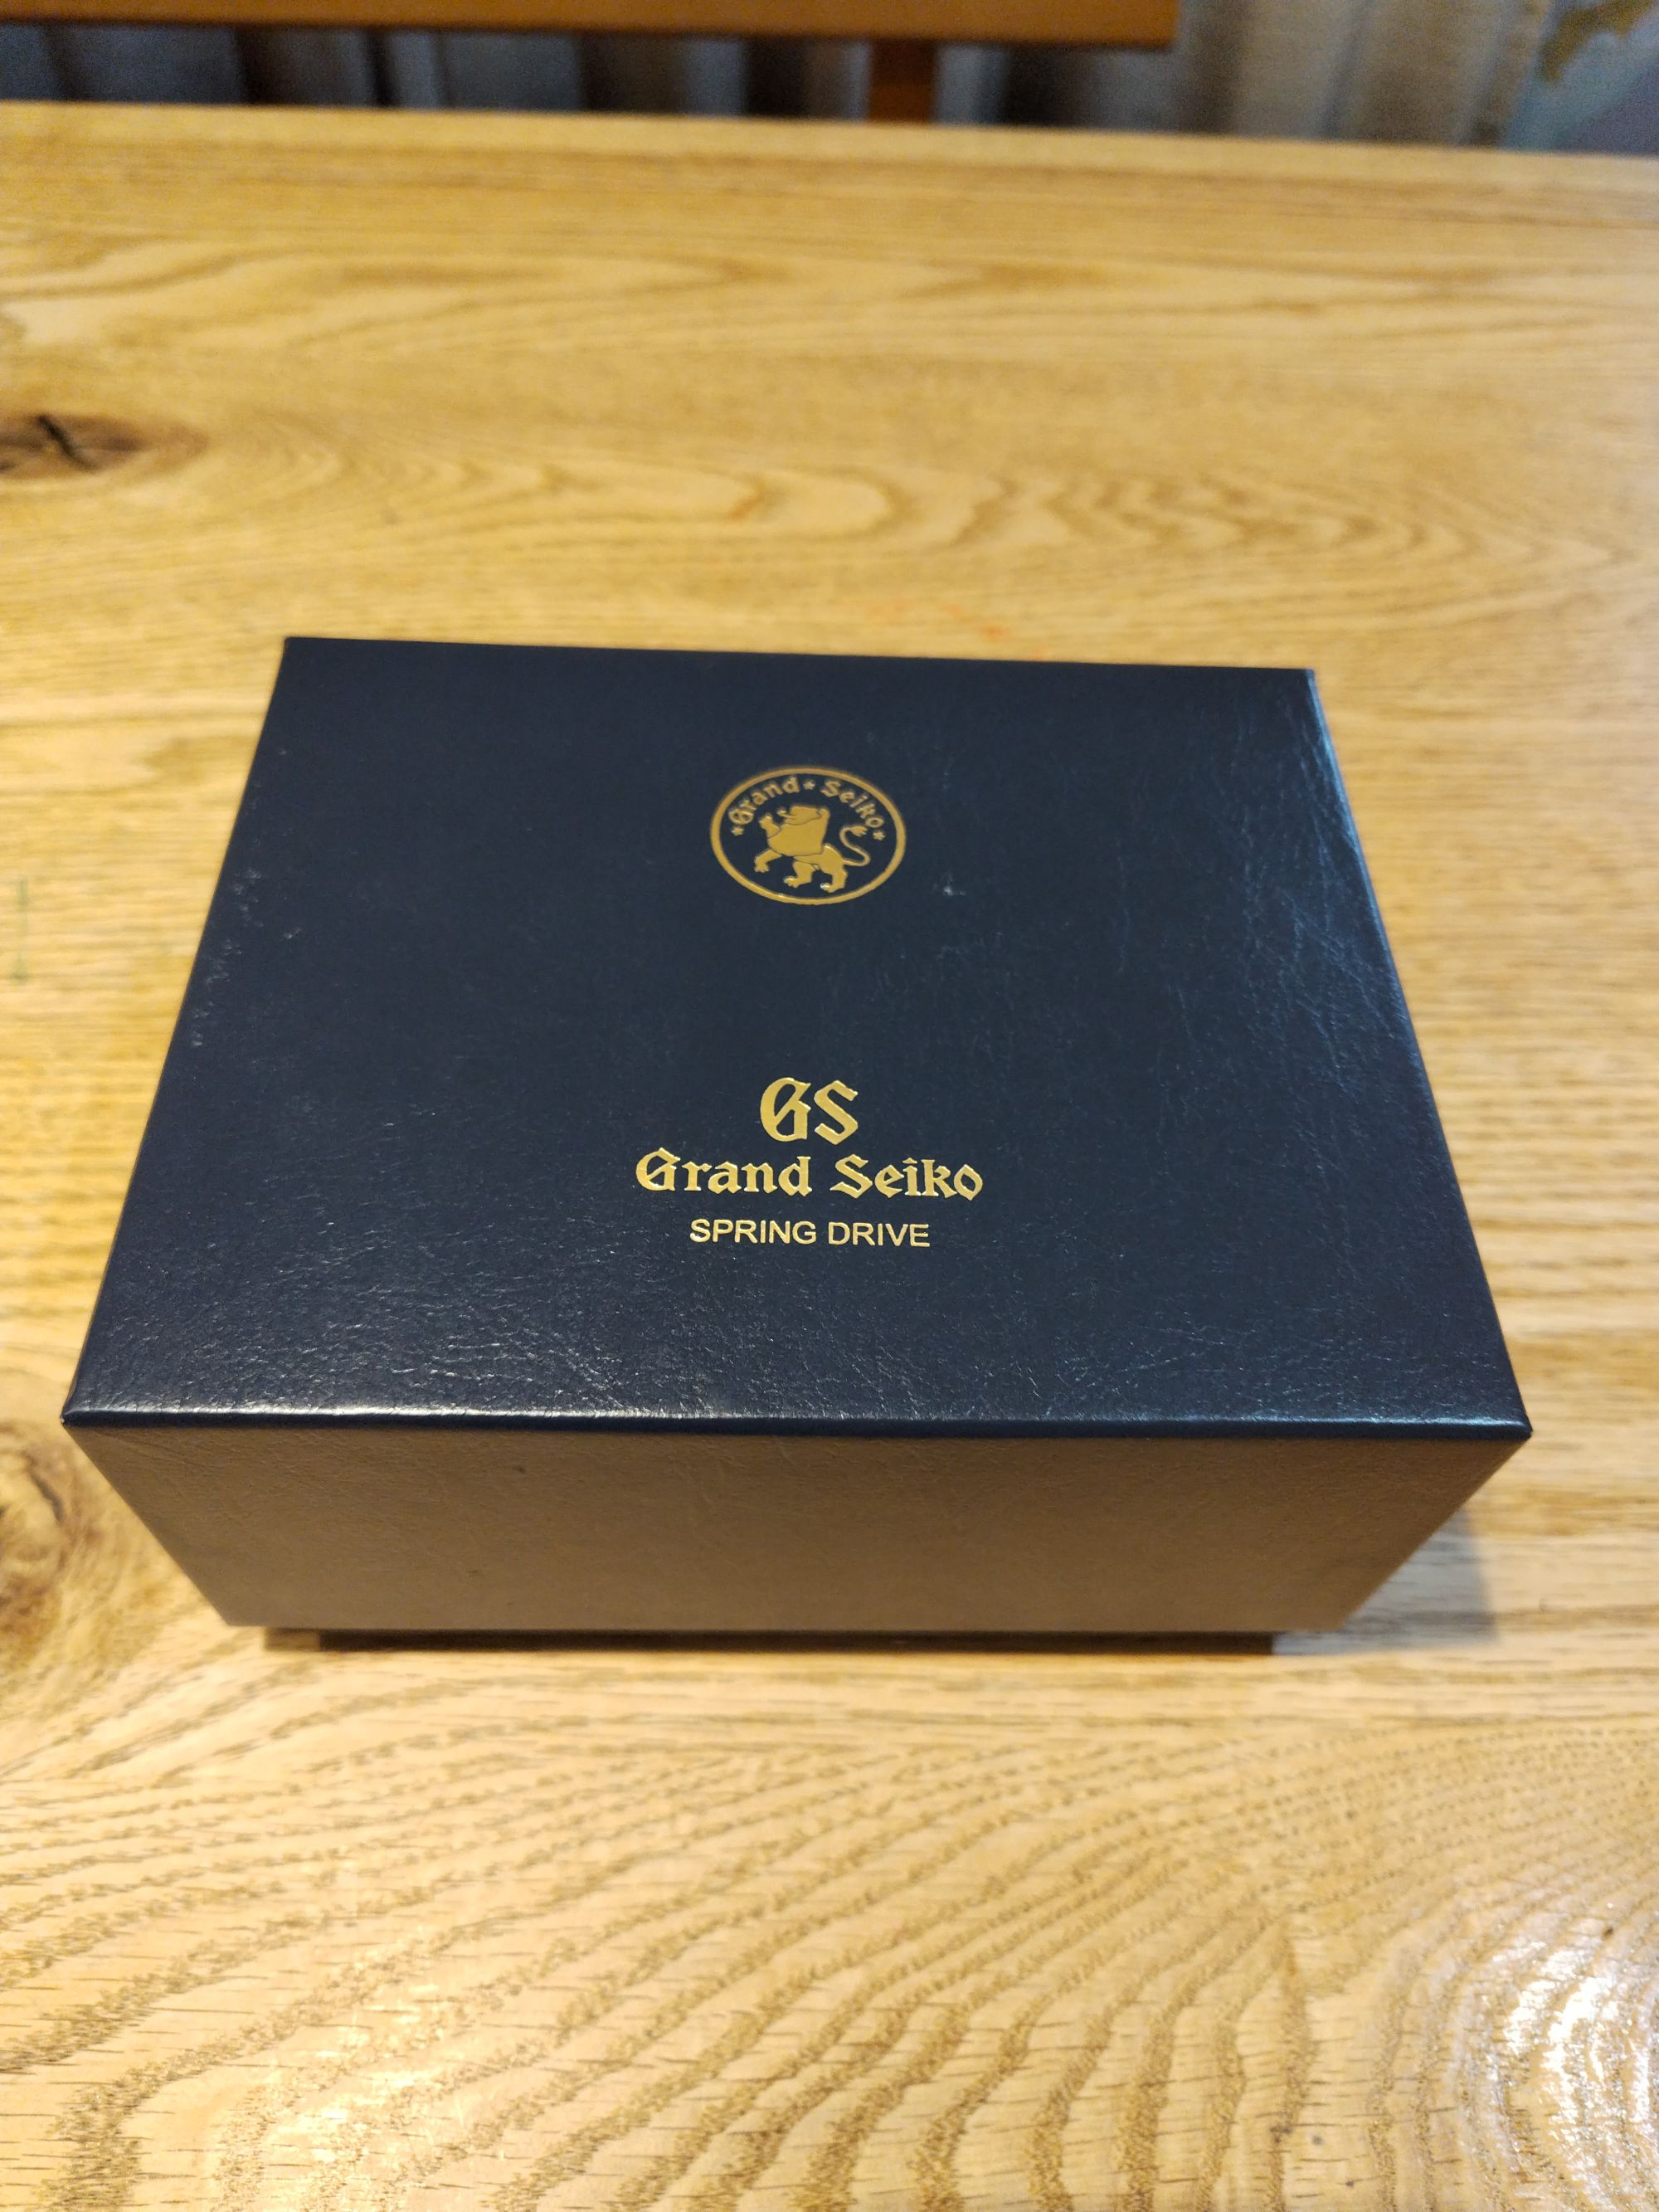 Grand Seiko
GS
Grand Seiko
SPRING DRIVE